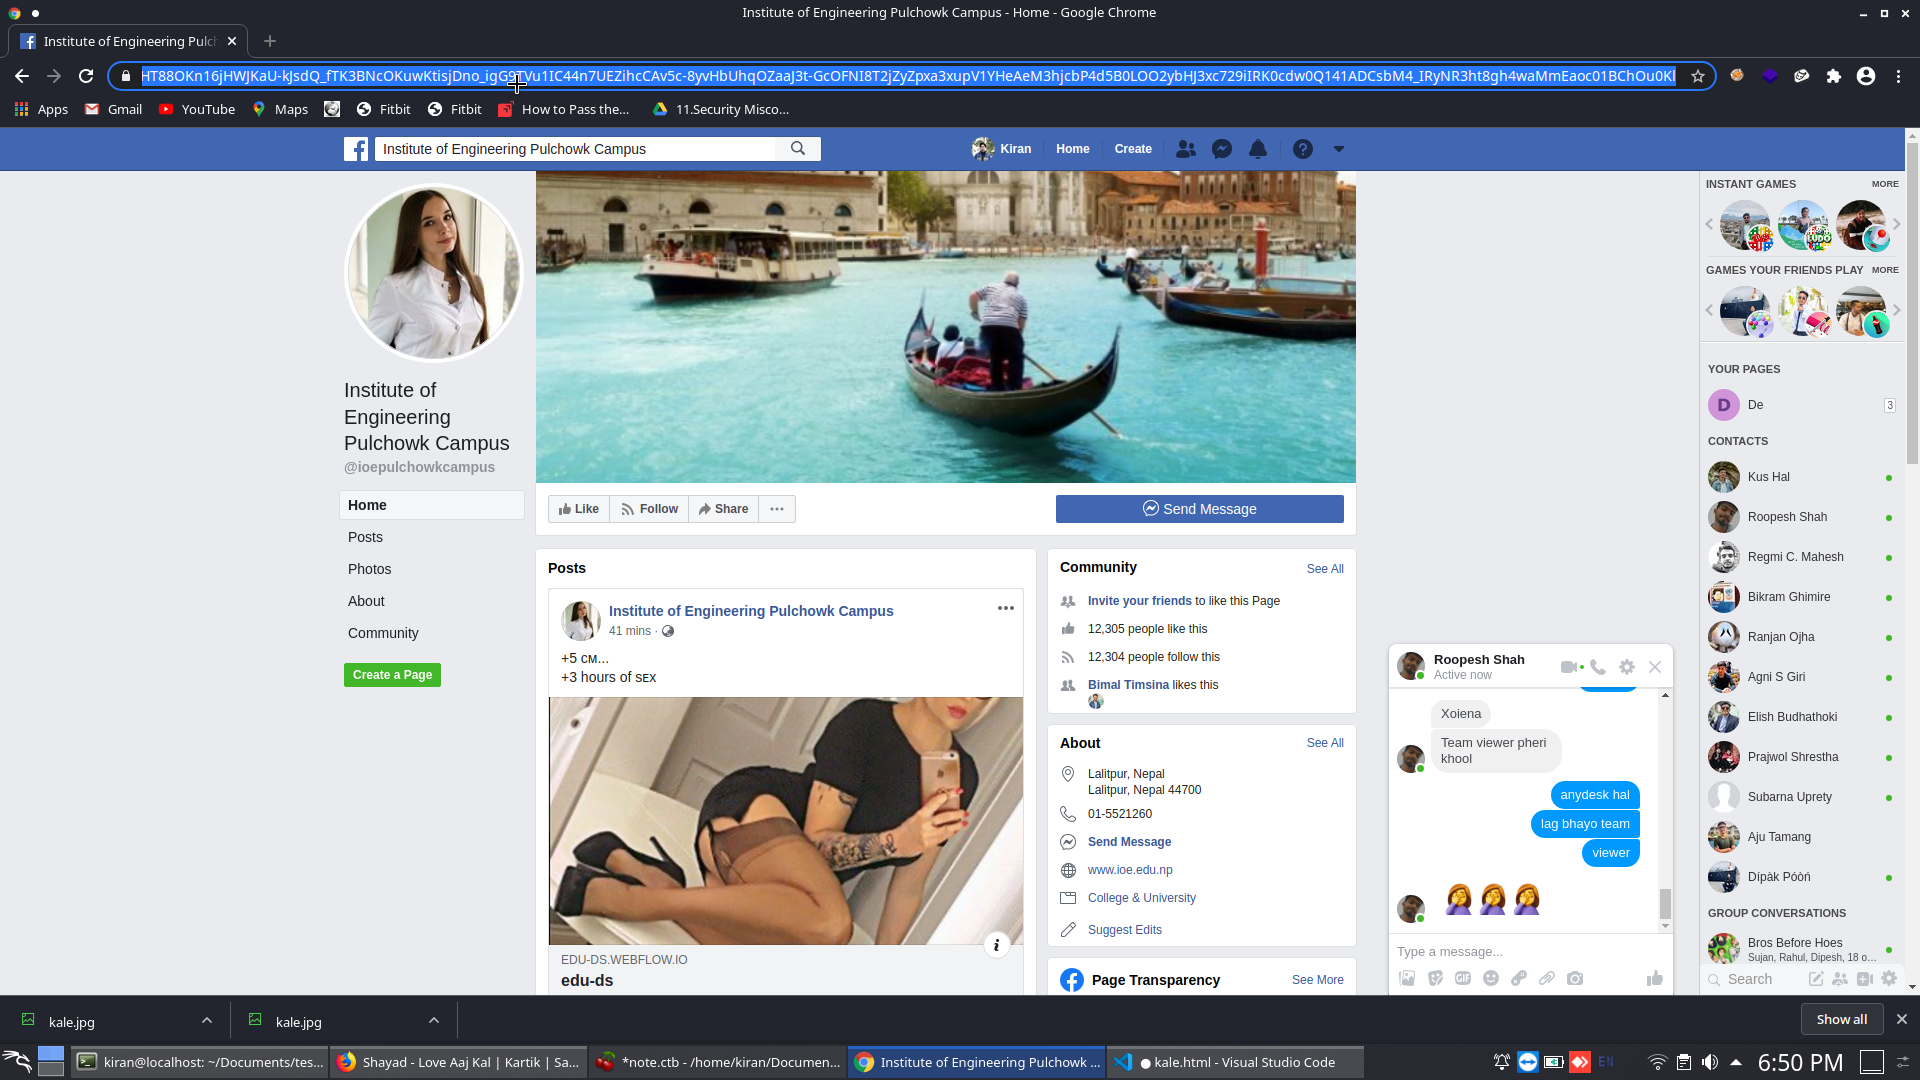 Institute of Engineering Pulchowk Campus - Home - Google Chrome
Institute of Engineering Pulch
Apps
Gmail
YouTube
Maps
Fitbit
Fitbit
How to Pass the...
11.Security Misco...
Institute of Engineering Pulchowk Campus
Kiran
Home
Create
Institute of
Engineering
Pulchowk Campus
@ioepulchowkcampus
Home
Posts
Photos
About
Community
Create a Page
Like
Follow
Share
Send Message
Posts
Institute of Engineering Pulchowk Campus
41 mins ·
+5 см...
+3 hours of sᴇx
EDU-DS.WEBFLOW.IO
edu-ds
Community
See All
Invite your friends to like this Page
12,305 people like this
12,304 people follow this
Bimal Timsina likes this
About
See All
Lalitpur, Nepal
Lalitpur, Nepal 44700
01-5521260
Send Message
www.ioe.edu.np
College & University
Suggest Edits
Page Transparency
See More
Roopesh Shah
Active now
Xoiena
Team viewer pheri
khool
anydesk hal
lag bhayo team
viewer
Type a message...
GIF
INSTANT GAMES
MORE
GAMES YOUR FRIENDS PLAY
MORE
YOUR PAGES
D
De
3
CONTACTS
Kus Hal
Roopesh Shah
Regmi C. Mahesh
Bikram Ghimire
Ranjan Ojha
Agni S Giri
Elish Budhathoki
Prajwol Shrestha
Subarna Uprety
Aju Tamang
Dípàk Póòń
GROUP CONVERSATIONS
Bros Before Hoes
Sujan, Rahul, Dipesh, 18 o...
Search
kale.jpg
kale.jpg
Show all
kiran@localhost: ~/Documents/tes...
Shayad - Love Aaj Kal | Kartik | Sa...
*note.ctb - /home/kiran/Documen...
Institute of Engineering Pulchowk ...
● kale.html - Visual Studio Code
EN
6:50 PM